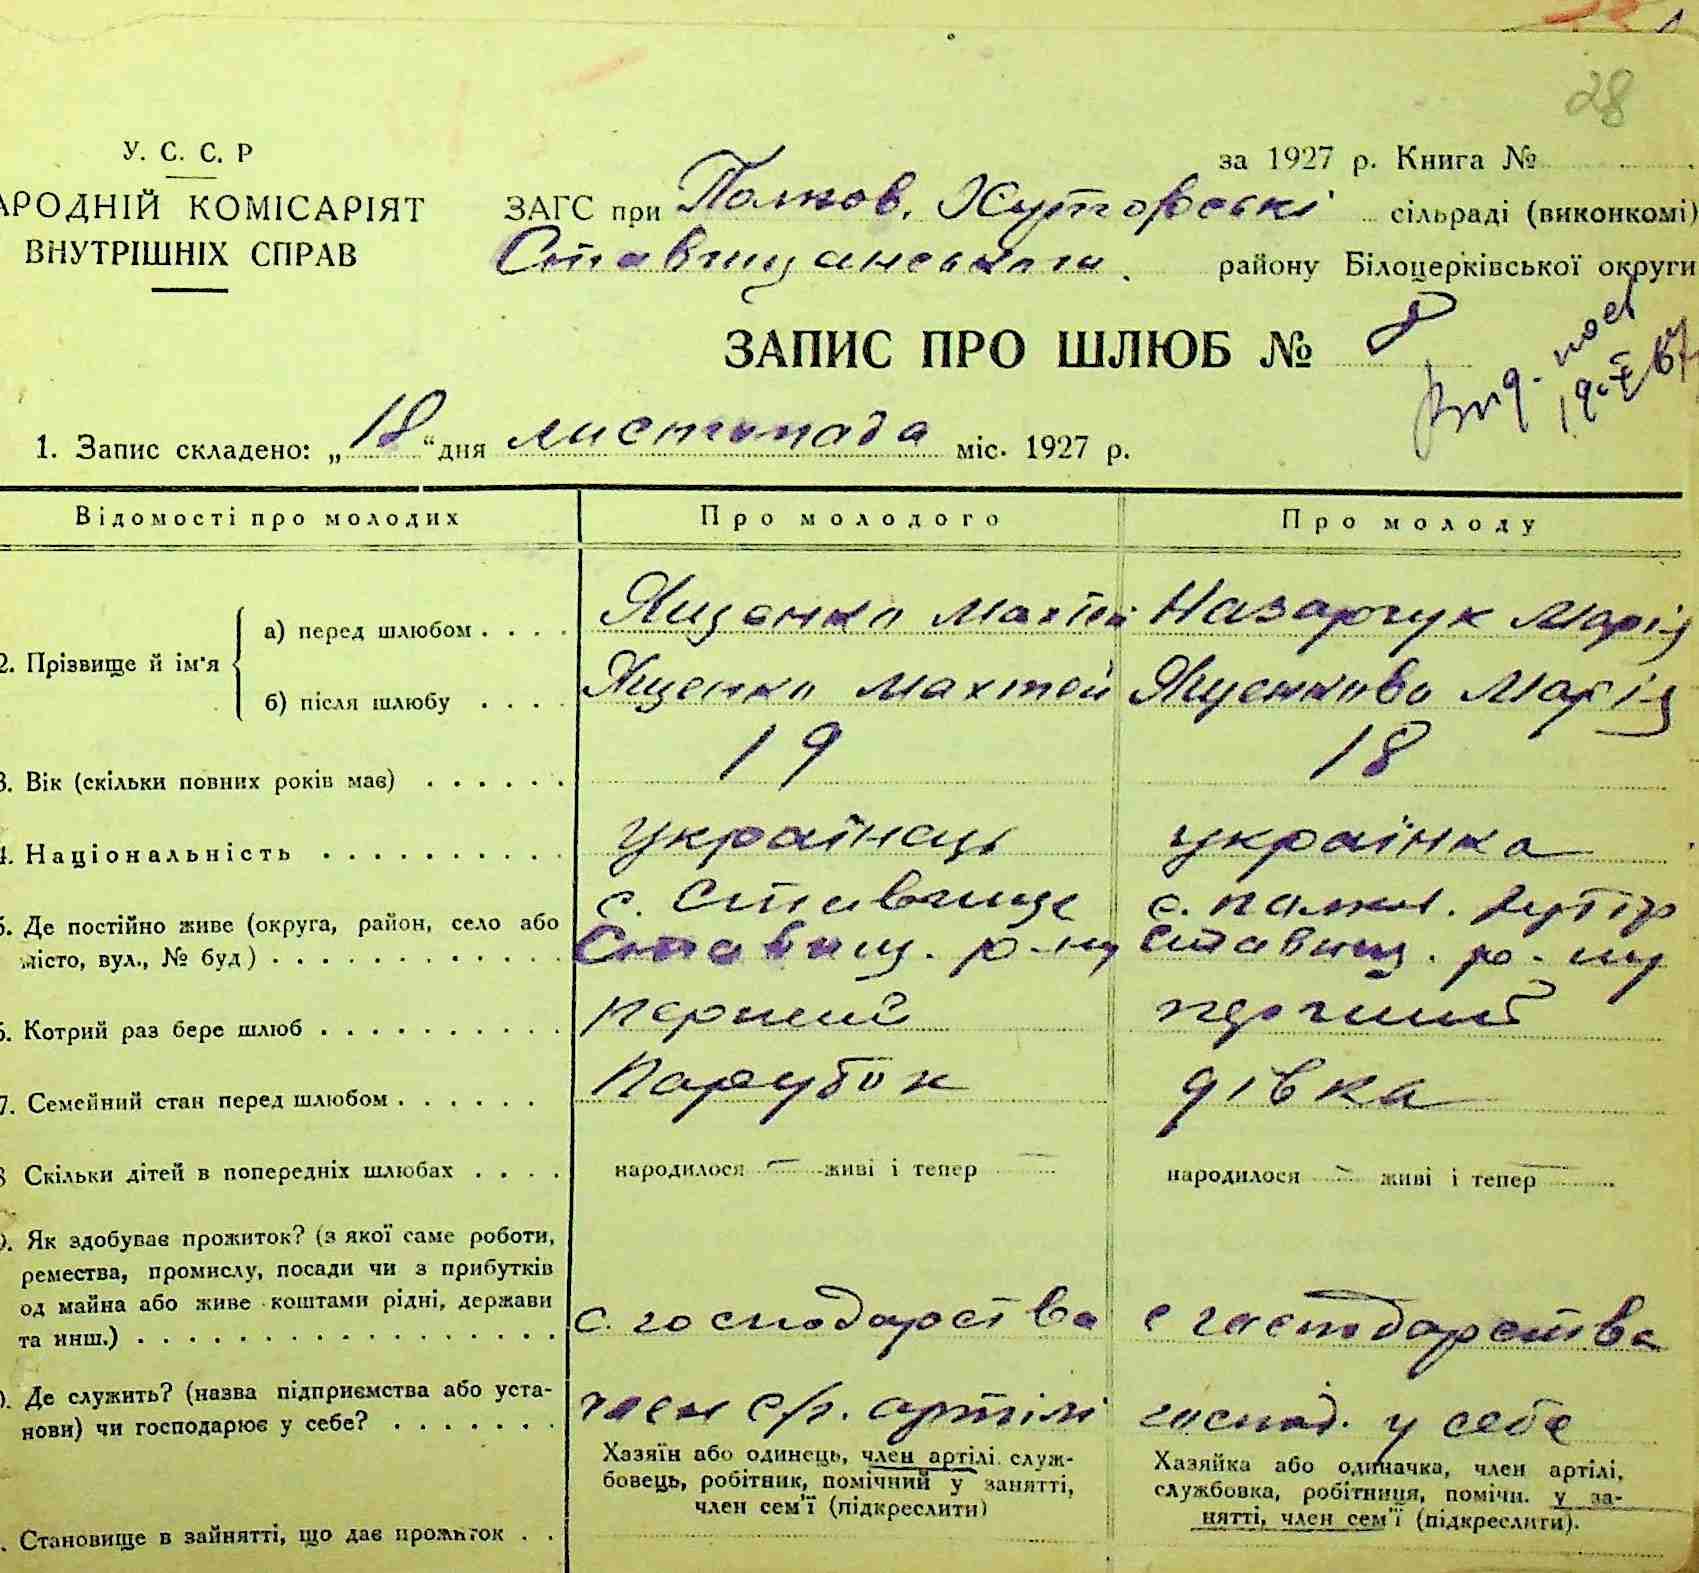 28
У. С. С. Р
за 1927 р. Книга №
АРОДНІЙ КОМІСАРІЯТ
ВНУТРІШНІХ СПРАВ
ЗАГС при Полков. Хуторські сільраді (виконкомі)
Ставищанського району Білоцерківської округи
ЗАПИС ПРО ШЛЮБ № 8
1. Запис складено: „18“ дня листопада міс. 1927 р.
Відомості про молодих Про молодого Про молоду
2. Прізвище й ім'я
а) перед шлюбом . . . . Ященко Махтей Назарчук Марія
б) після шлюбу . . . . Ященко Махтей Ященкова Марія
3. Вік (скільки повних років має) . . . . . . 19 18
4. Національність . . . . . . . . . . українець українка
5. Де постійно живе (округа, район, село або
місто, вул., № буд) . . . . . . . . . . . .
с. Ставище
Ставищ. р-ну
с. хутір
Ставищ. ра-ну
6. Котрий раз бере шлюб . . . . . . . . . . перший перший
7. Семейний стан перед шлюбом . . . . . . Парубок дівка
8 Скільки дітей в попередніх шлюбах . . . . народилося — живі і тепер — народилося — живі і тепер —
. Як здобуває прожиток? (з якої саме роботи,
ремества, промислу, посади чи з прибутків
од майна або живе коштами рідні, держави
та инш.) . . . . . . . . . . . . . . . . . с. господарства с господарства
). Де служить? (назва підприємства або уста-
нови) чи господарює у себе? . . . . . . . член с/г. артілі господ. у себе
Хазяїн або одинець, член артілі. служ-
бовець, робітник, помічний у занятті,
член сем'ї (підкреслити)
Хазяйка або одиначка, член артілі,
службовка, робітниця, помічн. у за-
нятті, член сем'ї (підкреслити).
. Становище в зайнятті, що дає прожиток . .